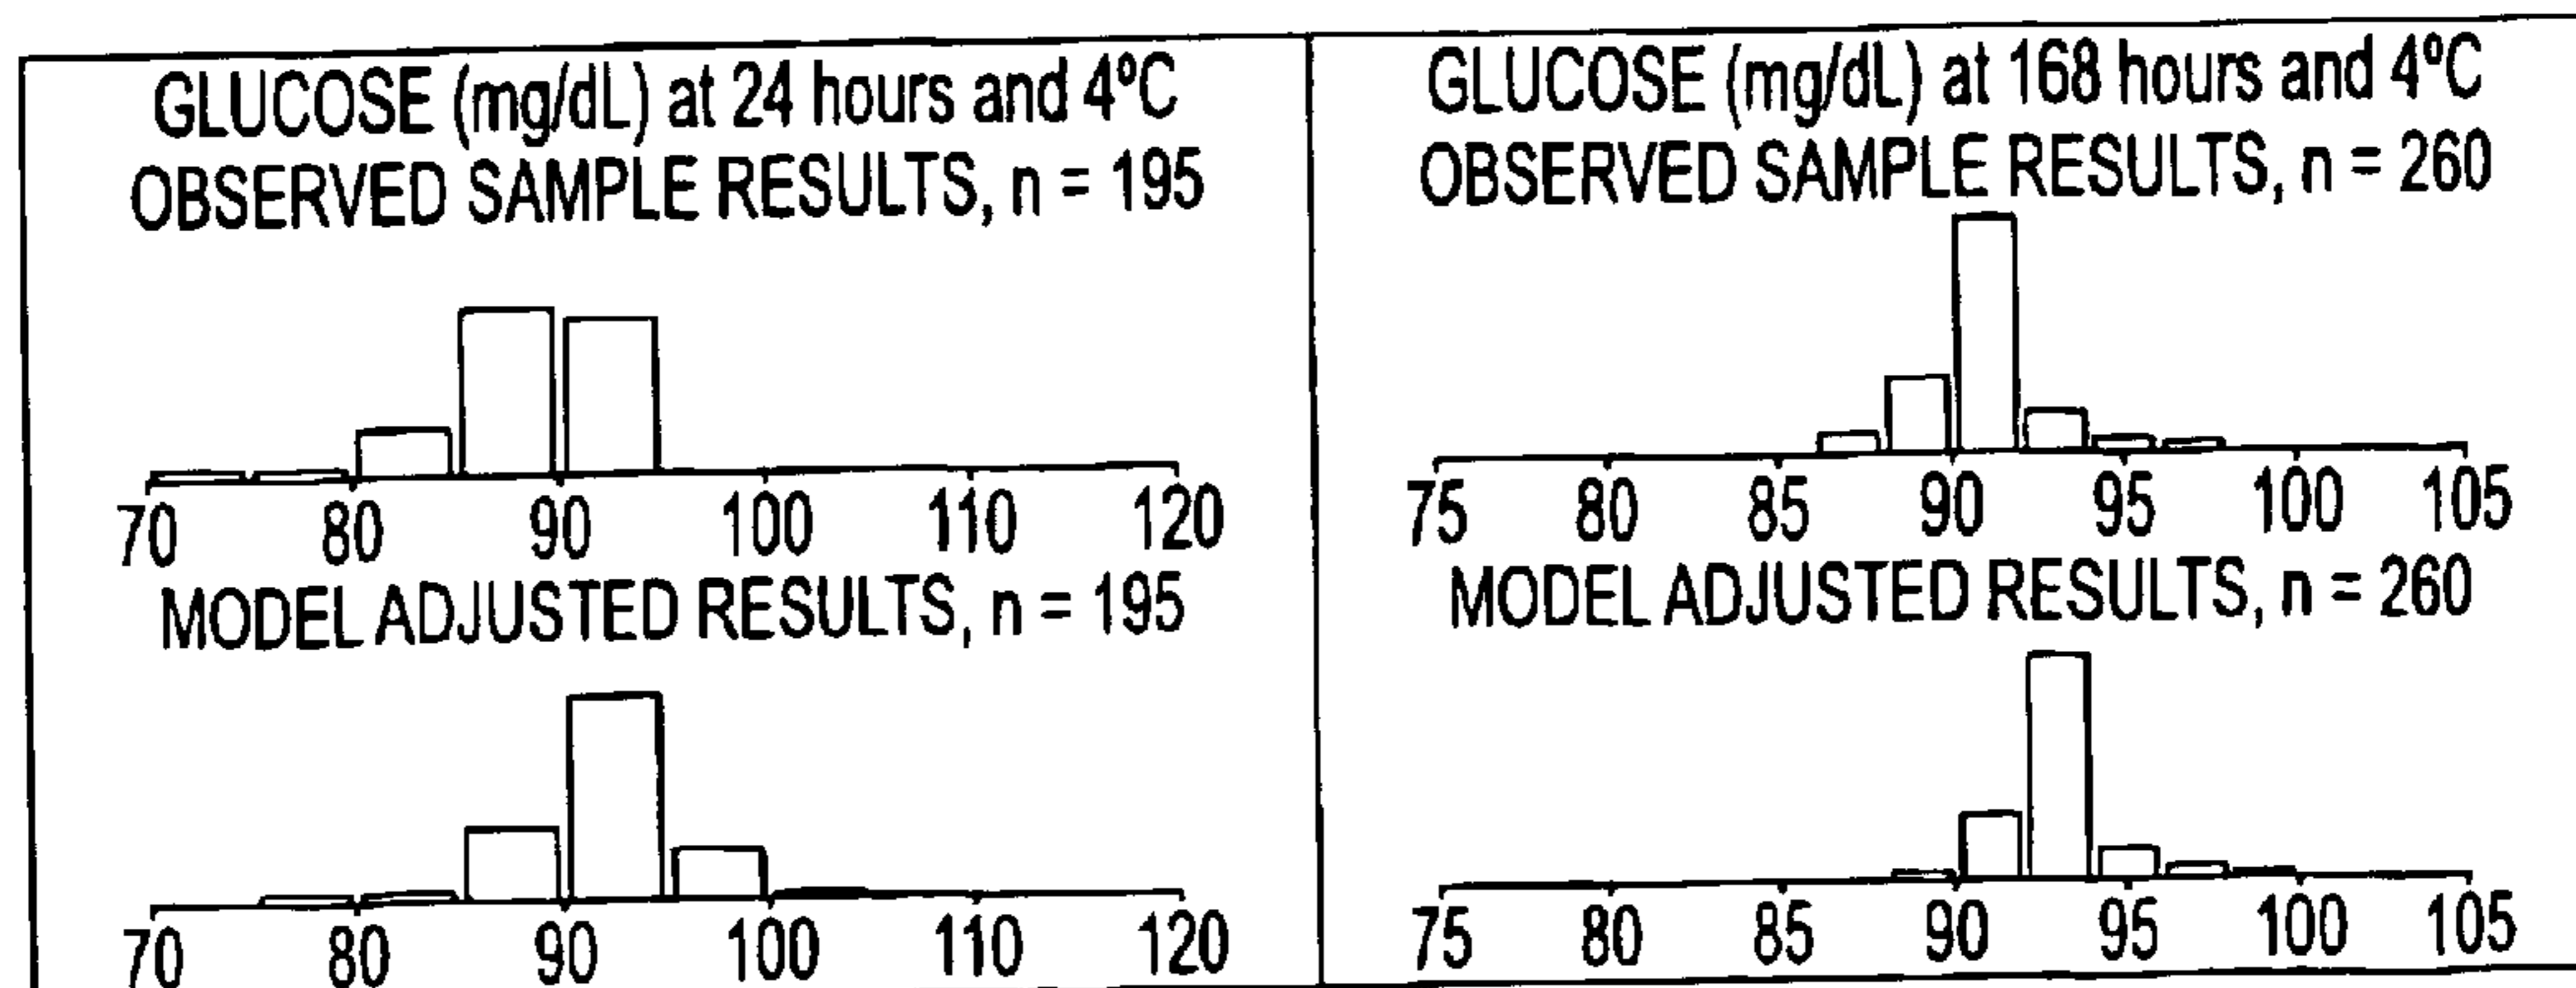 GLUCOSE (mg/dL) at 24 hours and 4ºC
OBSERVED SAMPLE RESULTS, n = 195
70 80 90 100 110 120
MODEL ADJUSTED RESULTS, n = 195
70 80 90 100 110 120
GLUCOSE (mg/dL) at 168 hours and 4ºC
OBSERVED SAMPLE RESULTS, n = 260
75 80 85 90 95 100 105
MODEL ADJUSTED RESULTS, n = 260
75 80 85 90 95 100 105